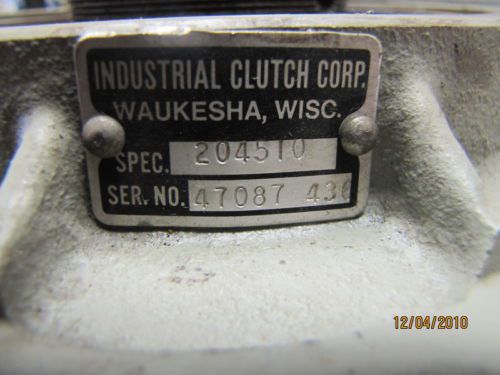 INDUSTRIAL CLUTCH CORP.
WAUKESHA, WISC.
SPEC. 204510
SER. NO. 47087 436
12/04/2010